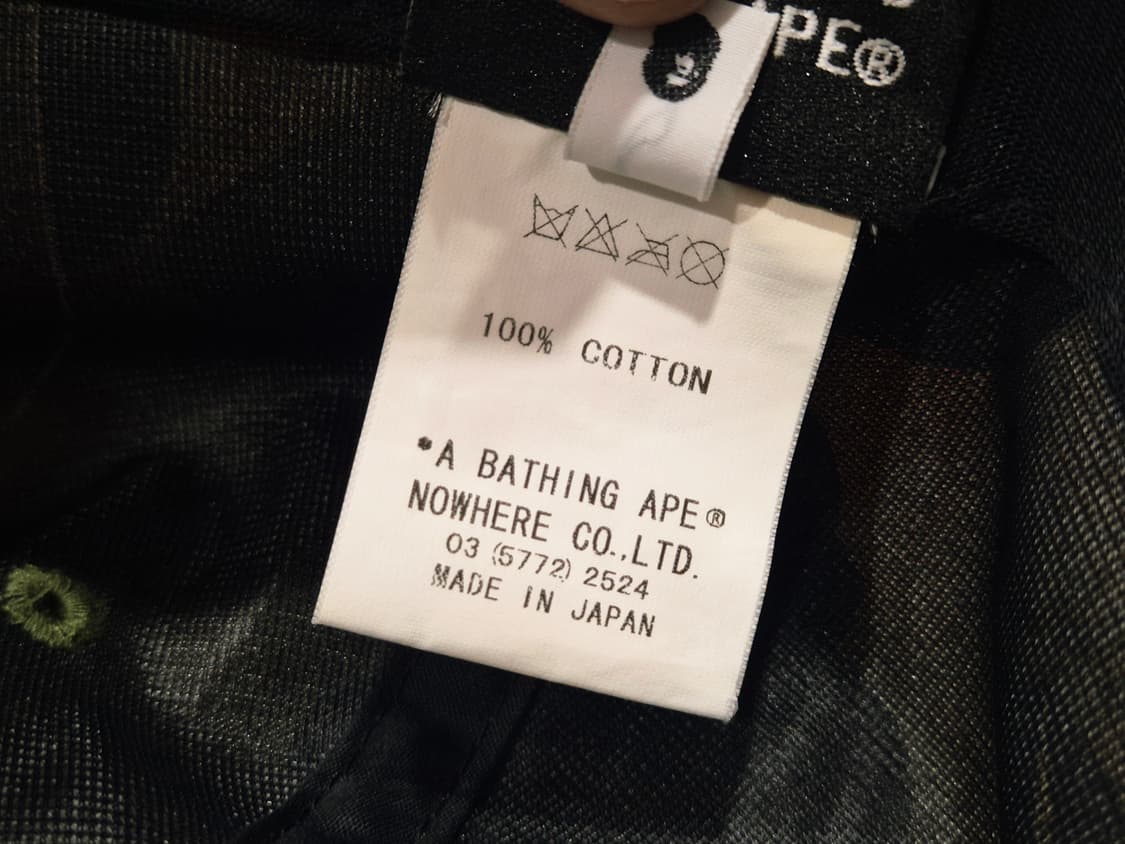 APE®
100% COTTON
*A BATHING APE®
NOWHERE CO.,LTD.
03 (5772) 2524
MADE IN JAPAN